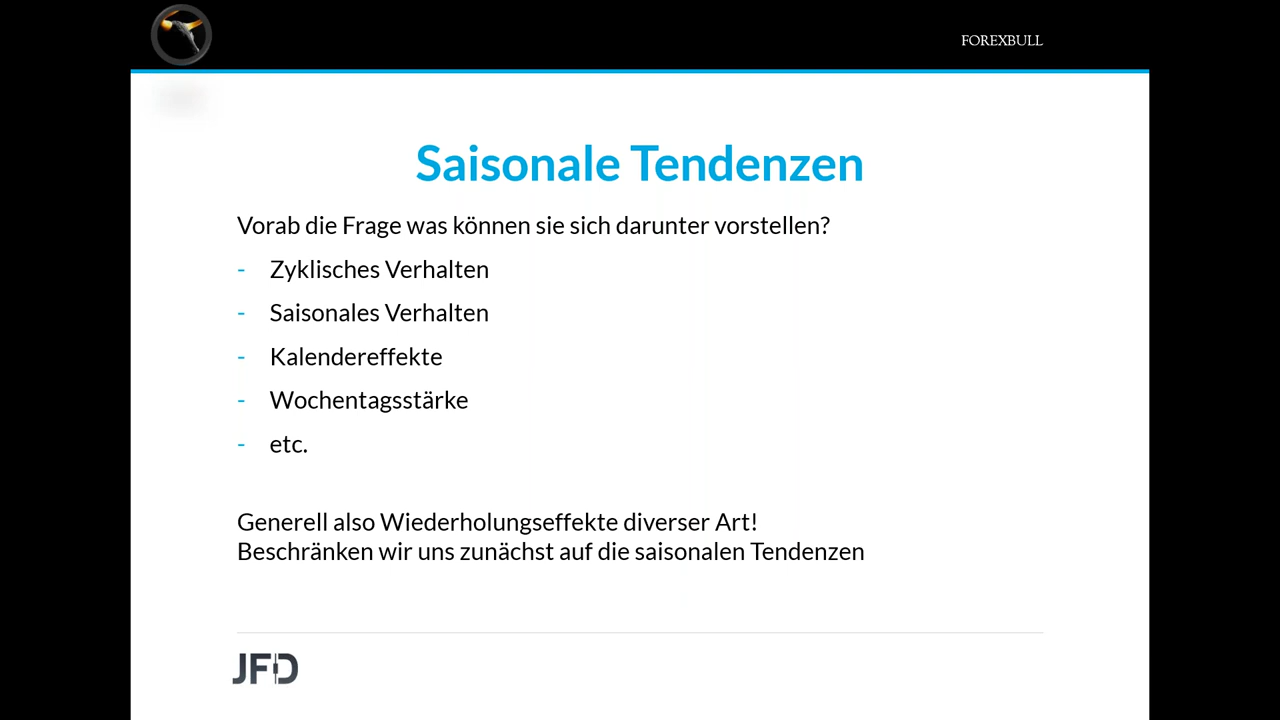 FOREXBULL
Saisonale Tendenzen
Vorab die Frage was können sie sich darunter vorstellen?
- Zyklisches Verhalten
- Saisonales Verhalten
- Kalendereffekte
- Wochentagsstärke
- etc.
Generell also Wiederholungseffekte diverser Art!
Beschränken wir uns zunächst auf die saisonalen Tendenzen
JFD